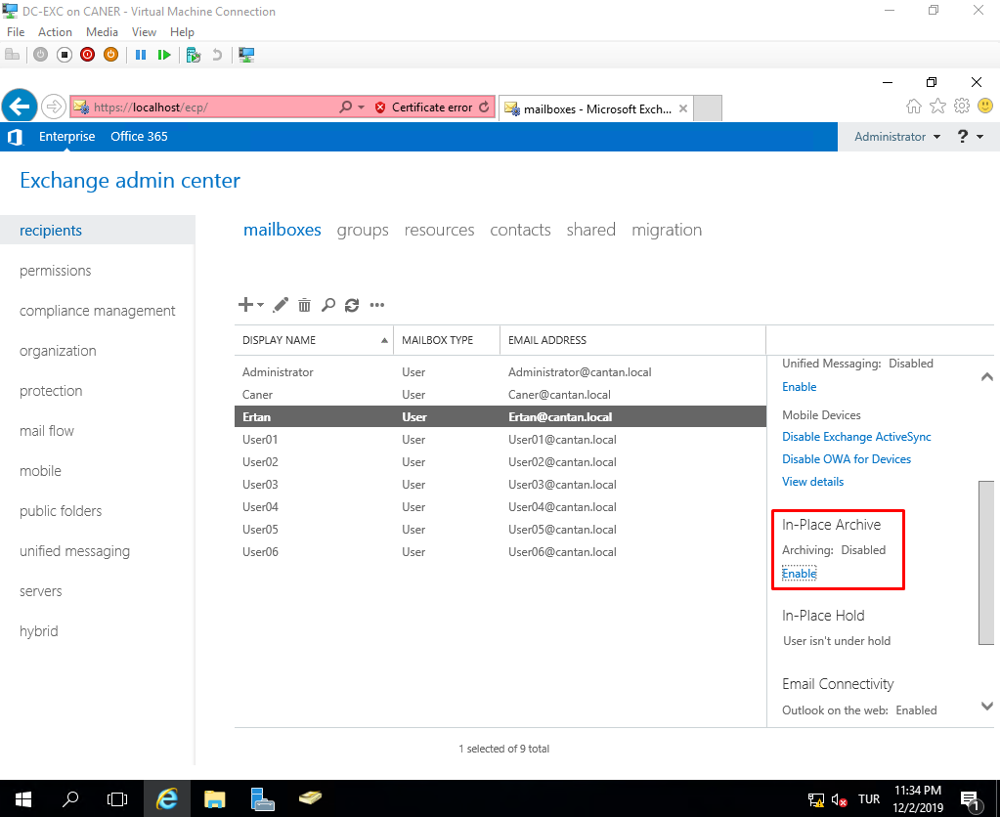 DC-EXC on CANER - Virtual Machine Connection
File Action Media View Help
https://localhost/ecp/ Certificate error mailboxes - Microsoft Exch...
Enterprise Office 365 Administrator ?
Exchange admin center
recipients
permissions
compliance management
organization
protection
mail flow
mobile
public folders
unified messaging
servers
hybrid
mailboxes groups resources contacts shared migration
DISPLAY NAME MAILBOX TYPE EMAIL ADDRESS
Administrator User Administrator@cantan.local
Caner User Caner@cantan.local
Ertan User Ertan@cantan.local
User01 User User01@cantan.local
User02 User User02@cantan.local
User03 User User03@cantan.local
User04 User User04@cantan.local
User05 User User05@cantan.local
User06 User User06@cantan.local
1 selected of 9 total
Unified Messaging: Disabled
Enable
Mobile Devices
Disable Exchange ActiveSync
Disable OWA for Devices
View details
In-Place Archive
Archiving: Disabled
Enable
In-Place Hold
User isn't under hold
Email Connectivity
Outlook on the web: Enabled
TUR
11:34 PM
12/2/2019
1